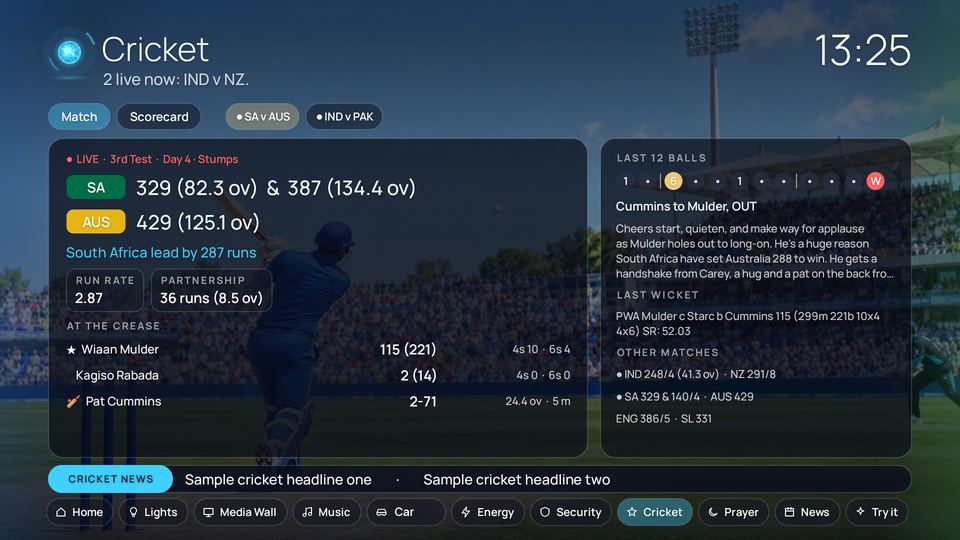 Cricket
2 live now: IND v NZ.
13:25
Match
Scorecard
● SA v AUS
● IND v PAK
● LIVE · 3rd Test · Day 4 · Stumps
SA 329 (82.3 ov) & 387 (134.4 ov)
AUS 429 (125.1 ov)
South Africa lead by 287 runs
RUN RATE
2.87
PARTNERSHIP
36 runs (8.5 ov)
AT THE CREASE
★ Wiaan Mulder 115 (221) 4s 10 · 6s 4
Kagiso Rabada 2 (14) 4s 0 · 6s 0
Pat Cummins 2-71 24.4 ov · 5 m
LAST 12 BALLS
1 • | 6 • • 1 • • | • • • W
Cummins to Mulder, OUT
Cheers start, quieten, and make way for applause
as Mulder holes out to long-on. He's a huge reason
South Africa have set Australia 288 to win. He gets a
handshake from Carey, a hug and a pat on the back fro...
LAST WICKET
PWA Mulder c Starc b Cummins 115 (299m 221b 10x4
4x6) SR: 52.03
OTHER MATCHES
● IND 248/4 (41.3 ov) · NZ 291/8
● SA 329 & 140/4 · AUS 429
ENG 386/5 · SL 331
CRICKET NEWS
Sample cricket headline one · Sample cricket headline two
Home
Lights
Media Wall
Music
Car
Energy
Security
Cricket
Prayer
News
Try it